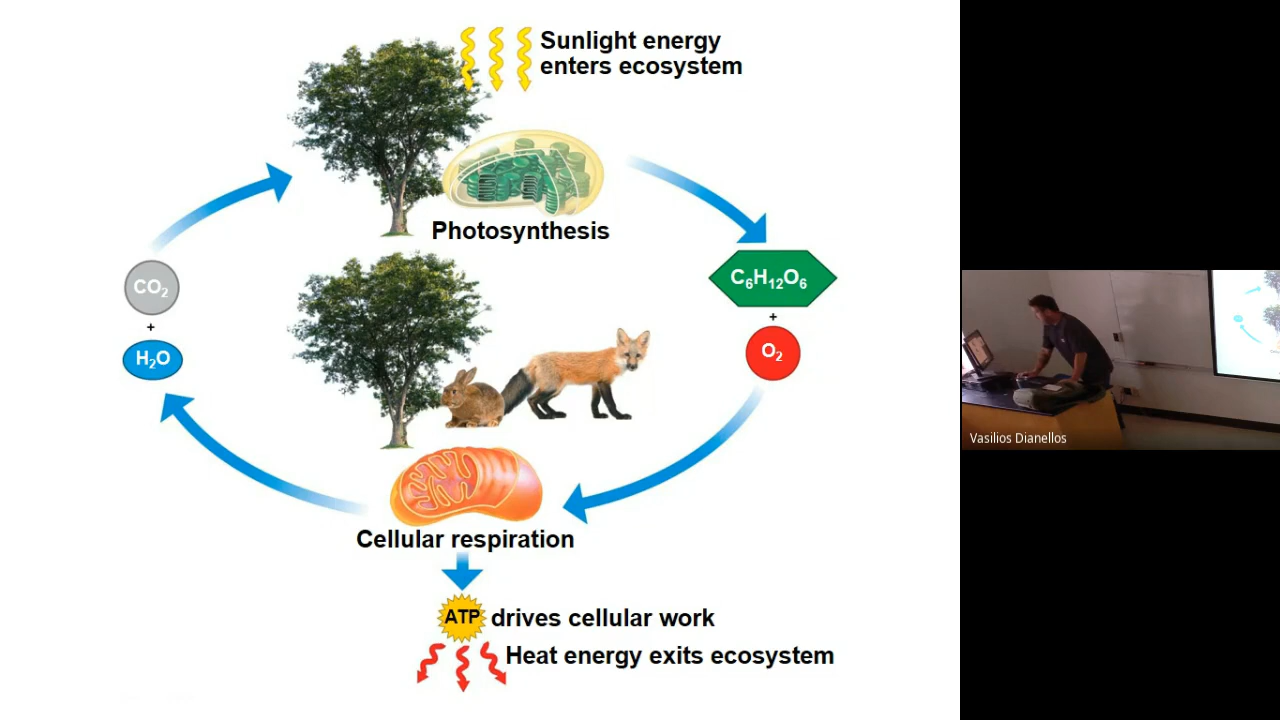 Sunlight energy
enters ecosystem
Photosynthesis
CO₂
+
H₂O
C₆H₁₂O₆
+
O₂
Cellular respiration
ATP drives cellular work
Heat energy exits ecosystem
Vasilios Dianellos